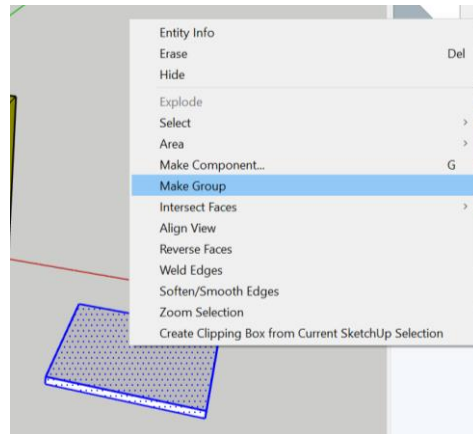 Entity Info
Erase Del
Hide
Explode
Select
Area
Make Component... G
Make Group
Intersect Faces
Align View
Reverse Faces
Weld Edges
Soften/Smooth Edges
Zoom Selection
Create Clipping Box from Current SketchUp Selection